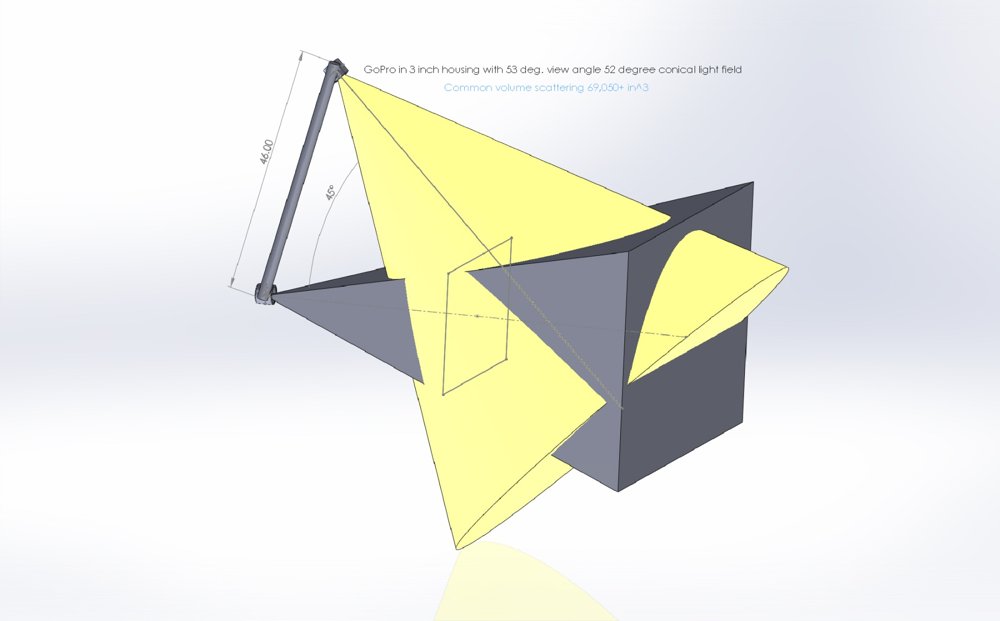 GoPro in 3 inch housing with 53 deg. view angle 52 degree conical light field
Common volume scattering 69,050+ in^3
46.00
45°